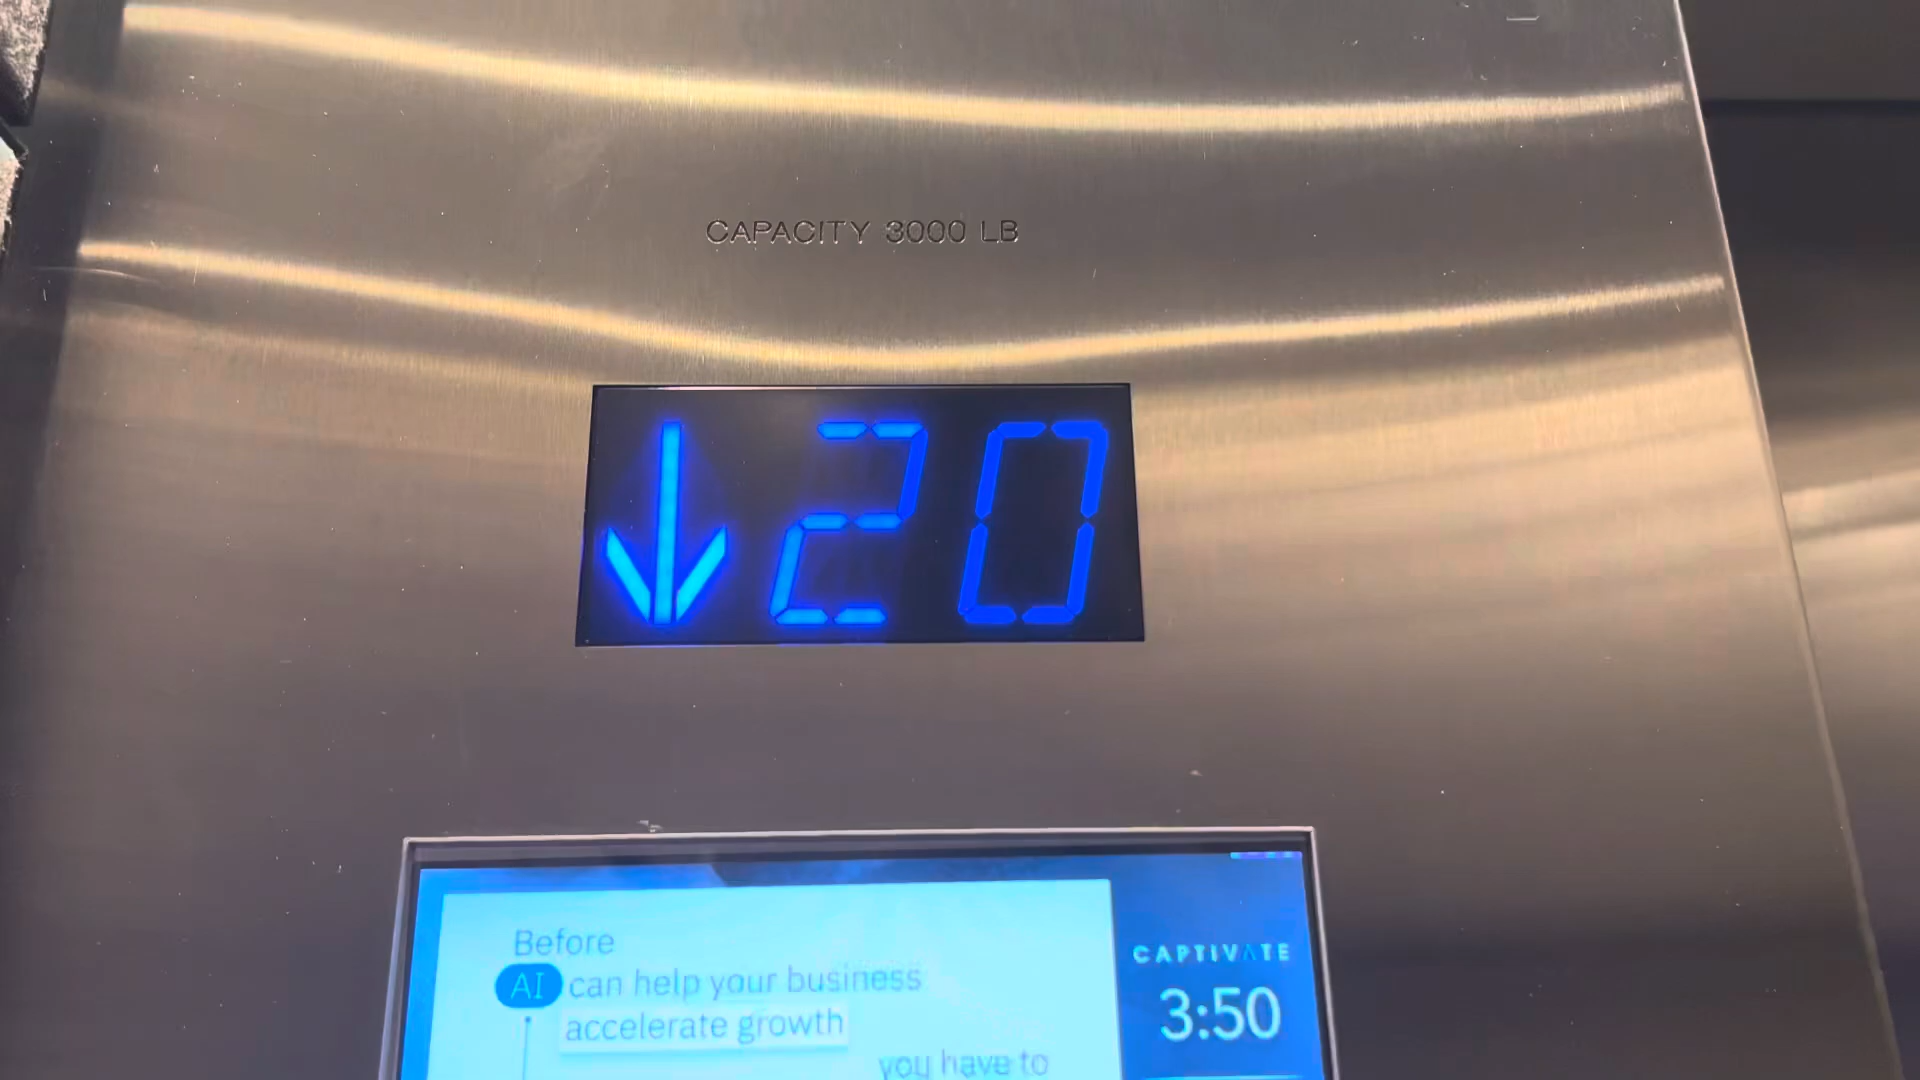 CAPACITY 3000 LB
↓20
Before
AI can help your business
accelerate growth
you have to
CAPTIVATE
3:50